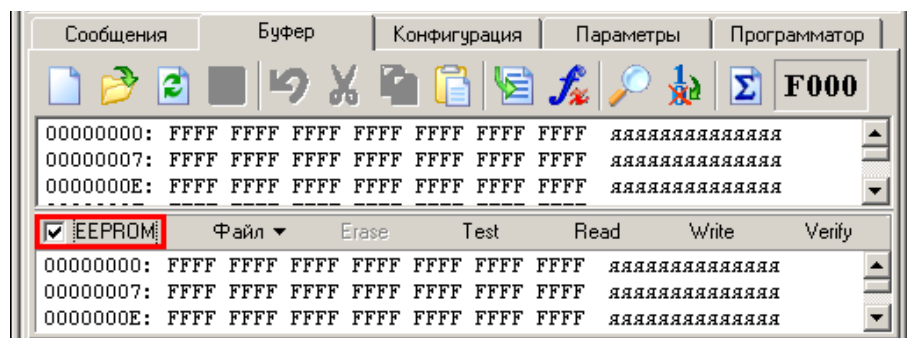 Сообщения Буфер Конфигурация Параметры Программатор
F000
00000000: FFFF FFFF FFFF FFFF FFFF FFFF FFFF яяяяяяяяяяяяяя
00000007: FFFF FFFF FFFF FFFF FFFF FFFF FFFF яяяяяяяяяяяяяя
0000000E: FFFF FFFF FFFF FFFF FFFF FFFF FFFF яяяяяяяяяяяяяя
EEPROM Файл Erase Test Read Write Verify
00000000: FFFF FFFF FFFF FFFF FFFF FFFF FFFF яяяяяяяяяяяяяя
00000007: FFFF FFFF FFFF FFFF FFFF FFFF FFFF яяяяяяяяяяяяяя
0000000E: FFFF FFFF FFFF FFFF FFFF FFFF FFFF яяяяяяяяяяяяяя